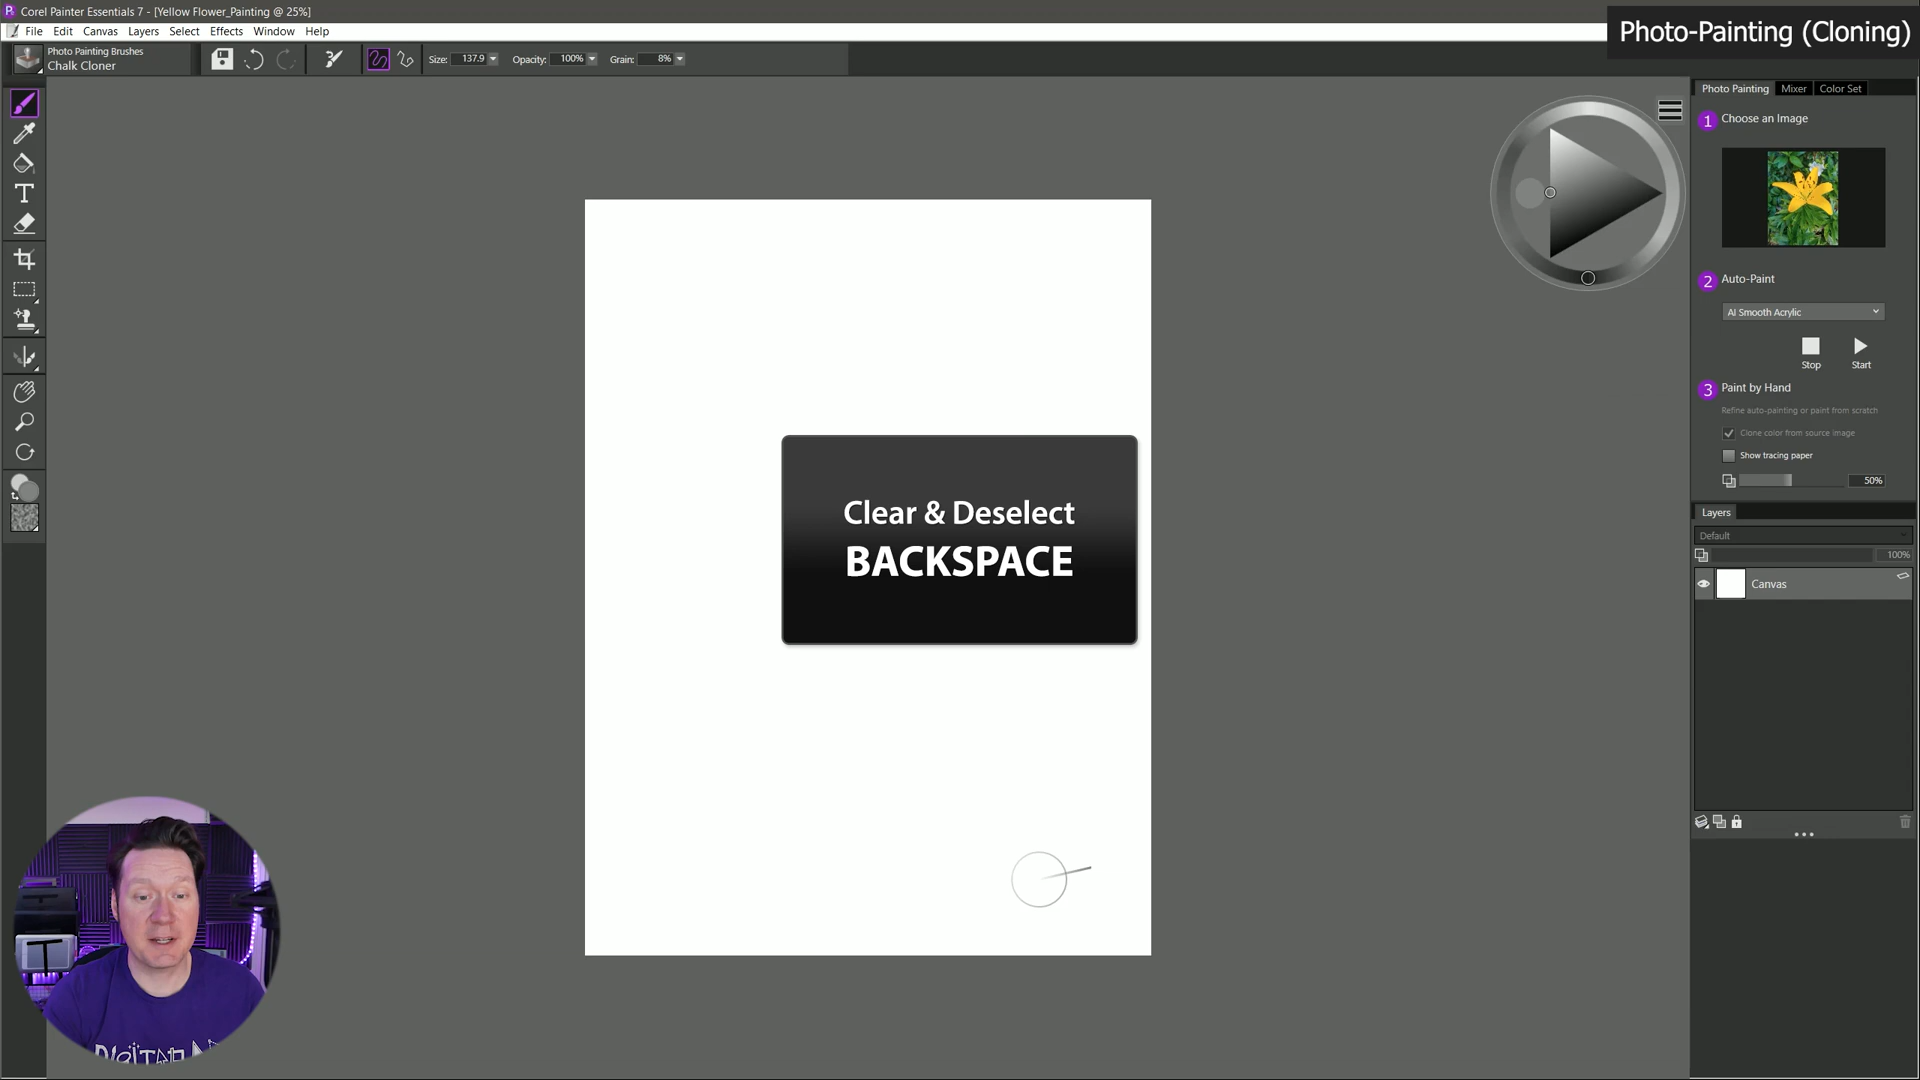 Corel Painter Essentials 7 - [Yellow Flower_Painting @ 25%]
File Edit Canvas Layers Select Effects Window Help
Photo-Painting (Cloning)
Photo Painting Brushes
Chalk Cloner
Size: 137.9
Opacity: 100%
Grain: 8%
Photo Painting Mixer Color Set
1 Choose an Image
2 Auto-Paint
AI Smooth Acrylic
Stop Start
3 Paint by Hand
Refine auto-painting or paint from scratch
Clone color from source image
Show tracing paper
50%
Layers
Default
100%
Canvas
T
Clear & Deselect
BACKSPACE